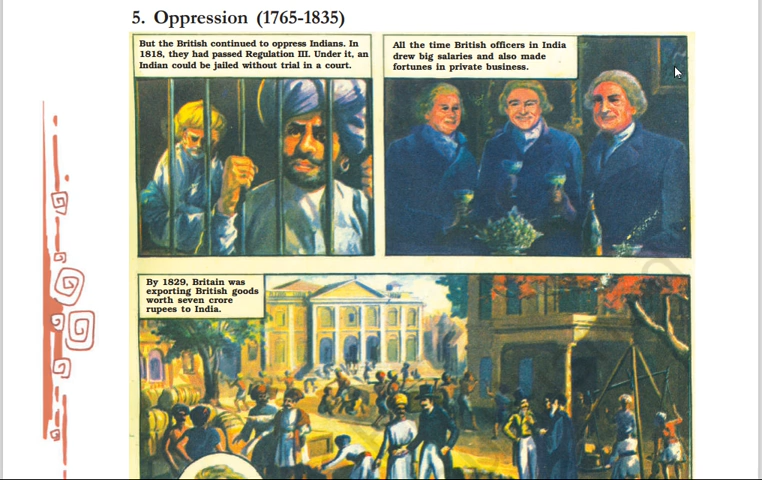 5. Oppression (1765-1835)
But the British continued to oppress Indians. In
1818, they had passed Regulation III. Under it, an
Indian could be jailed without trial in a court.
All the time British officers in India
drew big salaries and also made
fortunes in private business.
By 1829, Britain was
exporting British goods
worth seven crore
rupees to India.